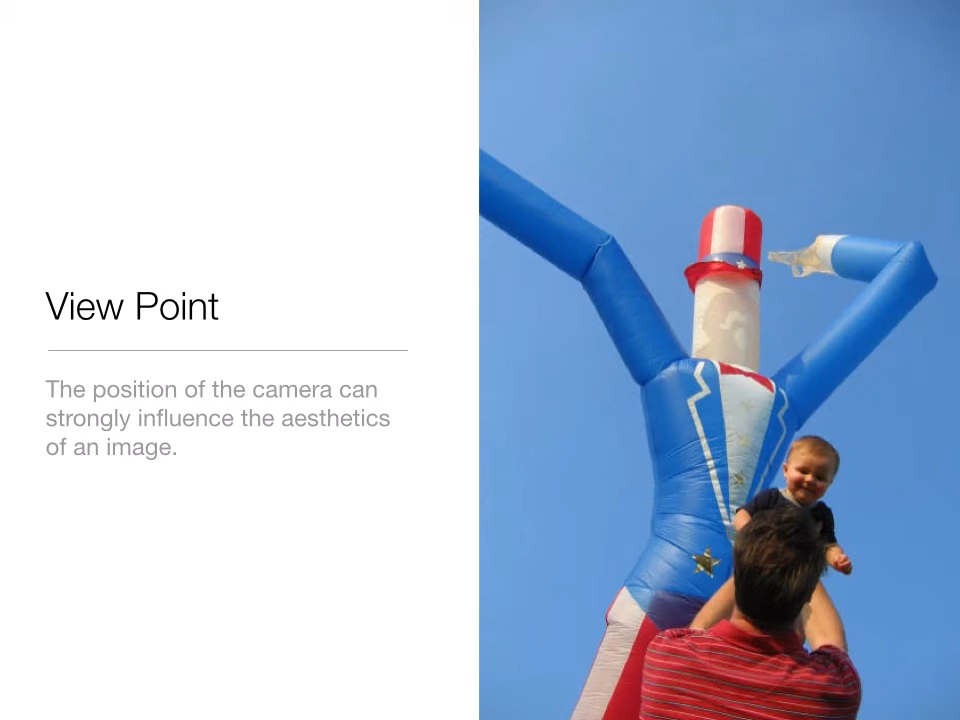 View Point
The position of the camera can
strongly influence the aesthetics
of an image.